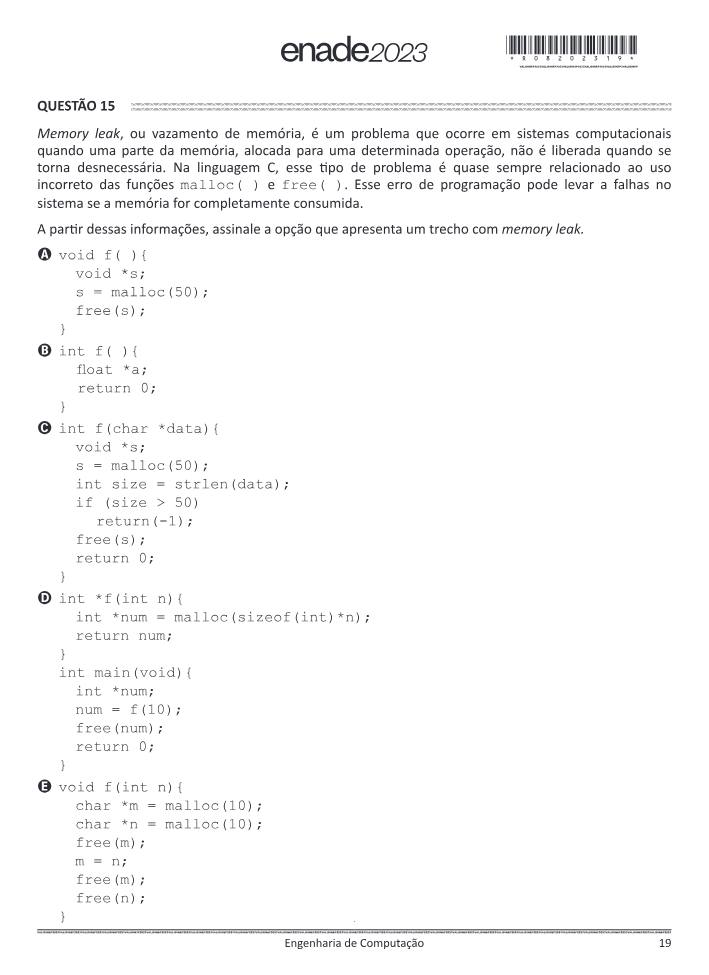 enade2023
*R08202319*
QUESTÃO 15
Memory leak, ou vazamento de memória, é um problema que ocorre em sistemas computacionais
quando uma parte da memória, alocada para uma determinada operação, não é liberada quando se
torna desnecessária. Na linguagem C, esse tipo de problema é quase sempre relacionado ao uso
incorreto das funções malloc( ) e free( ). Esse erro de programação pode levar a falhas no
sistema se a memória for completamente consumida.
A partir dessas informações, assinale a opção que apresenta um trecho com memory leak.
A void f( ){
void *s;
s = malloc(50);
free(s);
}
B int f( ){
float *a;
return 0;
}
C int f(char *data){
void *s;
s = malloc(50);
int size = strlen(data);
if (size > 50)
return(-1);
free(s);
return 0;
}
D int *f(int n){
int *num = malloc(sizeof(int)*n);
return num;
}
int main(void){
int *num;
num = f(10);
free(num);
return 0;
}
E void f(int n){
char *m = malloc(10);
char *n = malloc(10);
free(m);
m = n;
free(m);
free(n);
}
Engenharia de Computação
19